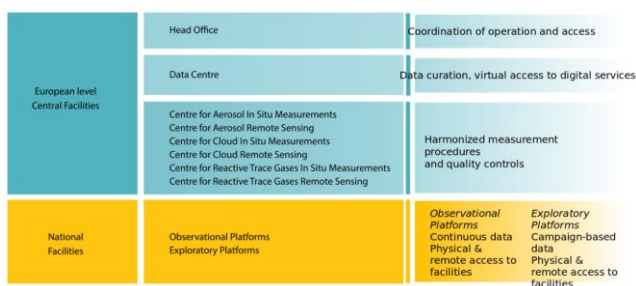 Head Office
Coordination of operation and access
European level
Central Facilities
Data Centre
Data curation, virtual access to digital services
Centre for Aerosol In Situ Measurements
Centre for Aerosol Remote Sensing
Centre for Cloud In Situ Measurements
Centre for Cloud Remote Sensing
Centre for Reactive Trace Gases In Situ Measurements
Centre for Reactive Trace Gases Remote Sensing
Harmonized measurement
procedures
and quality controls
National
Facilities
Observational Platforms
Exploratory Platforms
Observational
Platforms
Continuous data
Physical &
remote access to
facilities
Exploratory
Platforms
Campaign-based
data
Physical &
remote access to
facilities